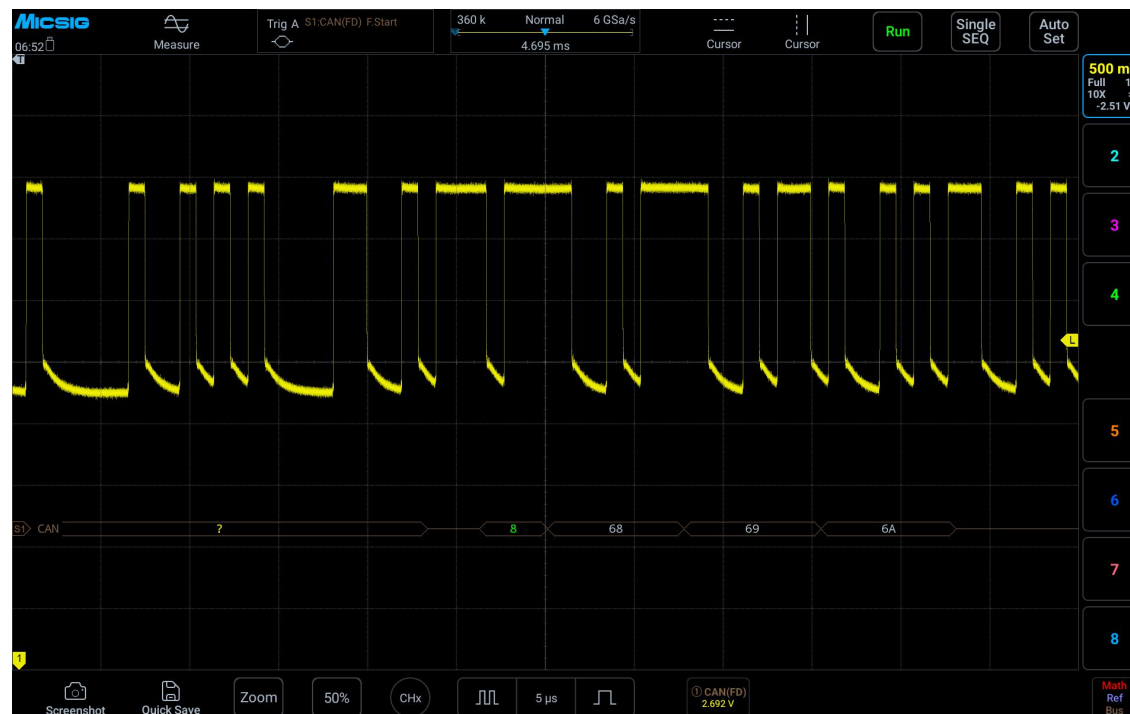 Micsig
06:52
Measure
Trig A S1:CAN(FD) F.Start
360 k Normal 6 GSa/s
4.695 ms
Cursor
Cursor
Run
Single
SEQ
Auto
Set
T
500 m
Full 1
10X
-2.51 V
2
3
4
L
5
6
7
8
S1 CAN ? 8 68 69 6A
1
Screenshot
Quick Save
Zoom
50%
CHx
5 µs
1 CAN(FD)
2.692 V
Math
Ref
Bus